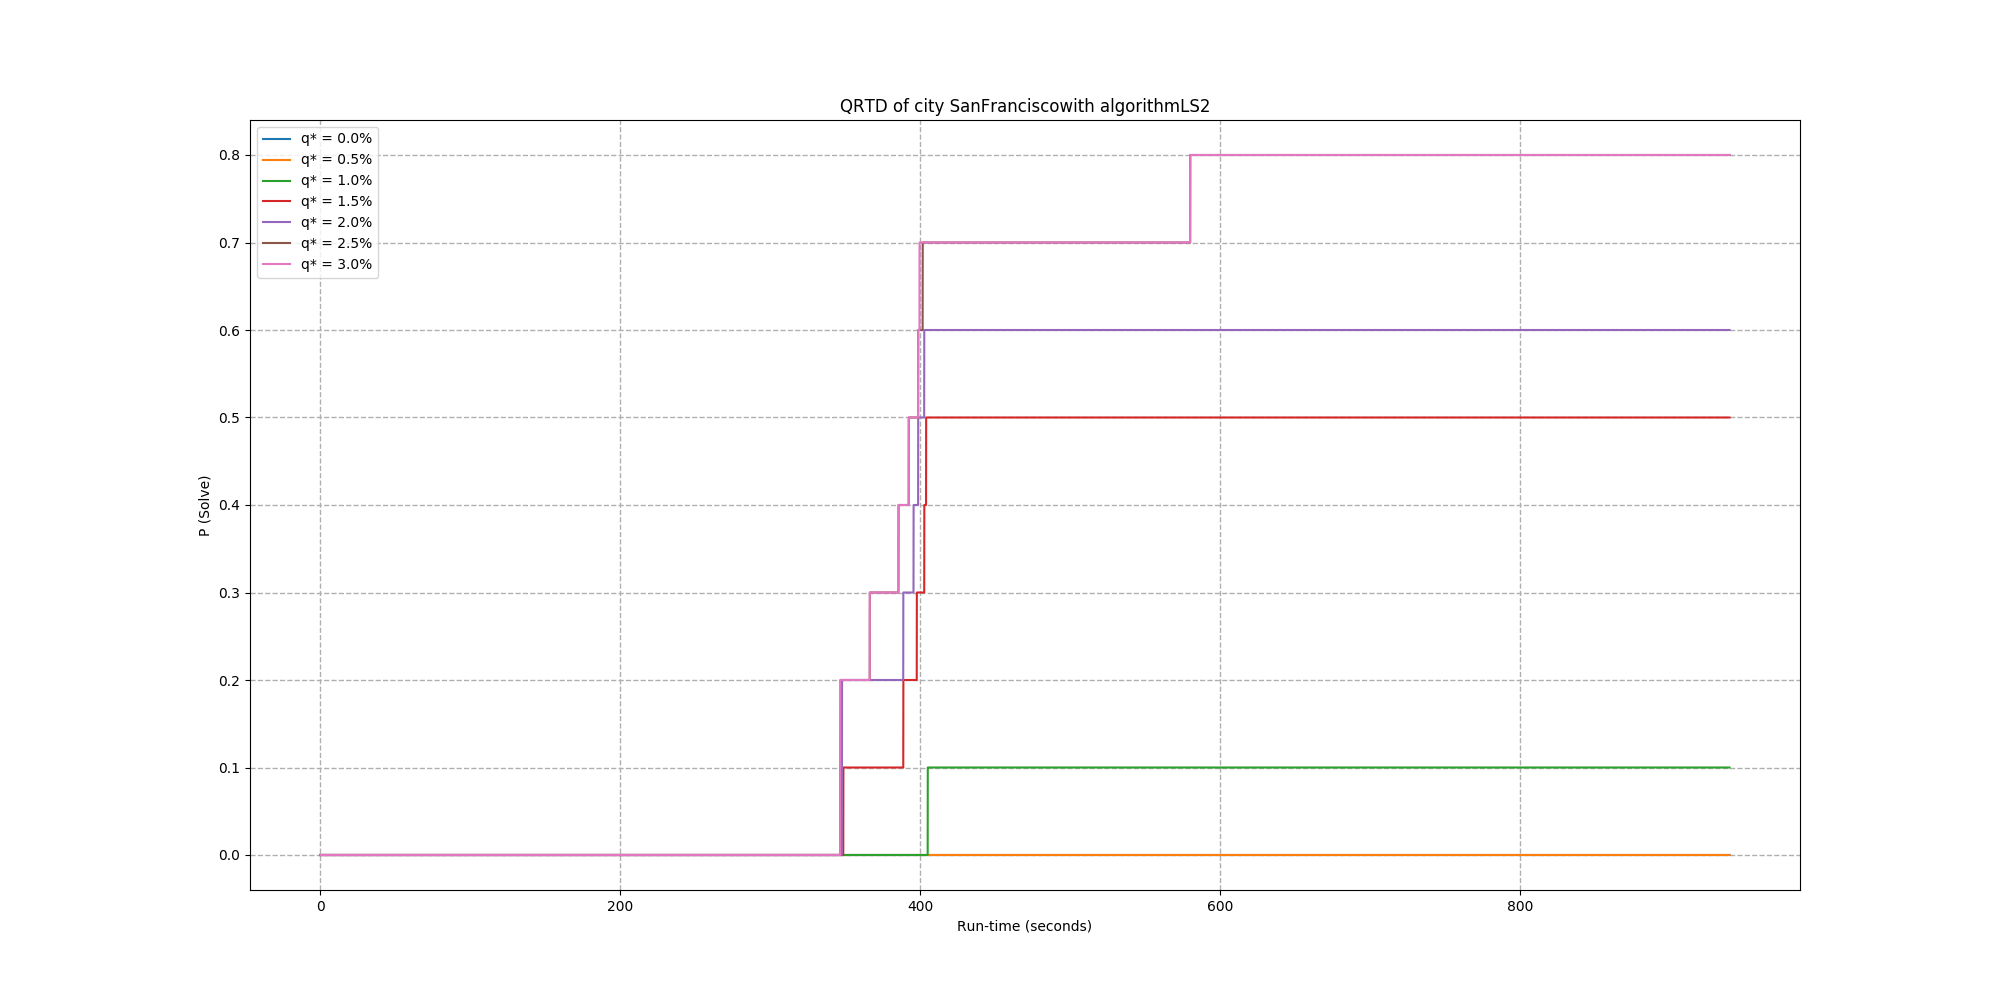 QRTD of city SanFranciscowith algorithmLS2
q* = 0.0%
q* = 0.5%
q* = 1.0%
q* = 1.5%
q* = 2.0%
q* = 2.5%
q* = 3.0%
0.8
0.7
0.6
0.5
0.4
0.3
0.2
0.1
0.0
P (Solve)
0 200 400 600 800
Run-time (seconds)